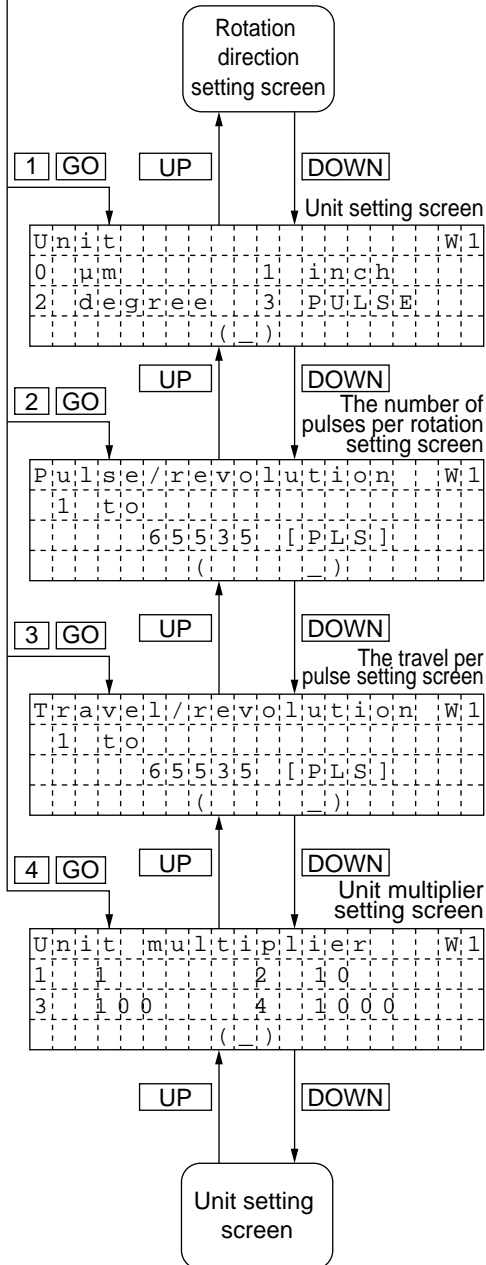 Rotation
direction
setting screen
1 GO UP DOWN
Unit setting screen
Unit W1
0 μm 1 inch
2 degree 3 PULSE
(_)
UP DOWN
2 GO
The number of
pulses per rotation
setting screen
Pulse/revolution W1
1 to
65535 [PLS]
( _)
3 GO UP DOWN
The travel per
pulse setting screen
Travel/revolution W1
1 to
65535 [PLS]
( _)
4 GO UP DOWN
Unit multiplier
setting screen
Unit multiplier W1
1 1 2 10
3 100 4 1000
(_)
UP DOWN
Unit setting
screen